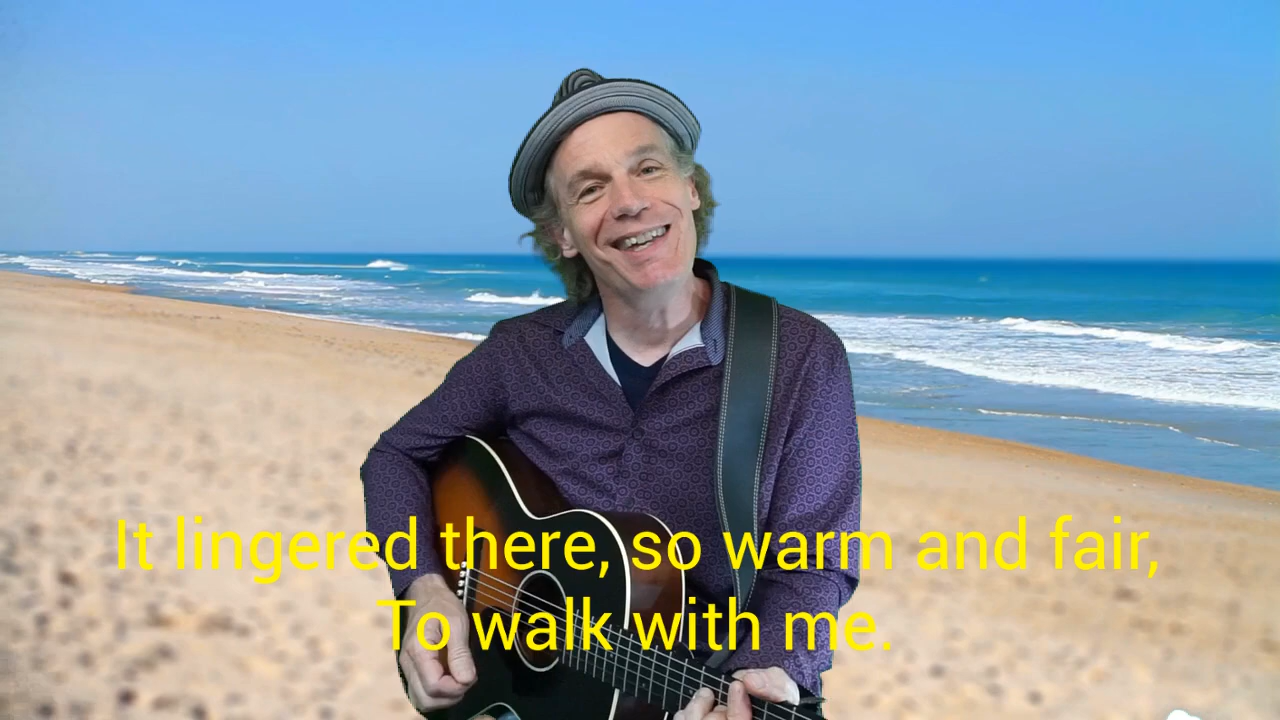 It lingered there, so warm and fair,
To walk with me.